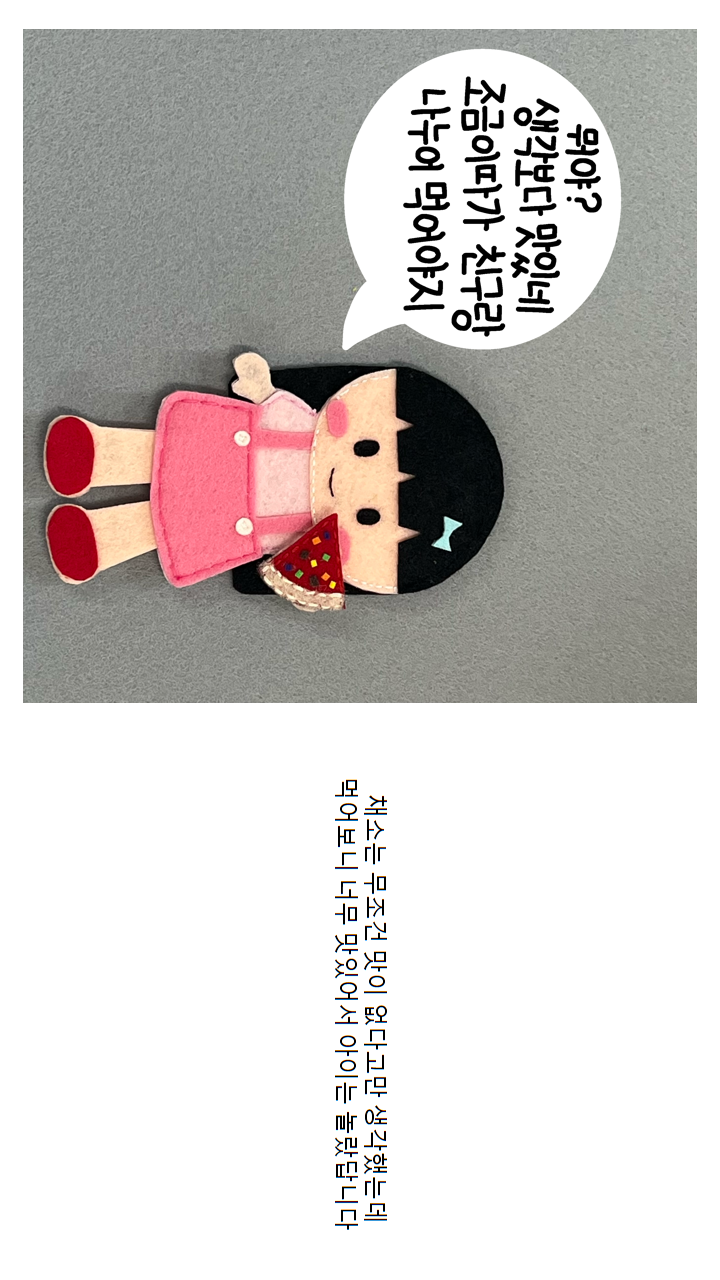 뭐야?
생각보다 맛있네
조금이따가 친구랑
나누어 먹어야지
채소는 무조건 맛이 없다고만 생각했는데
먹어보니 너무 맛있어서 아이는 놀랐답니다